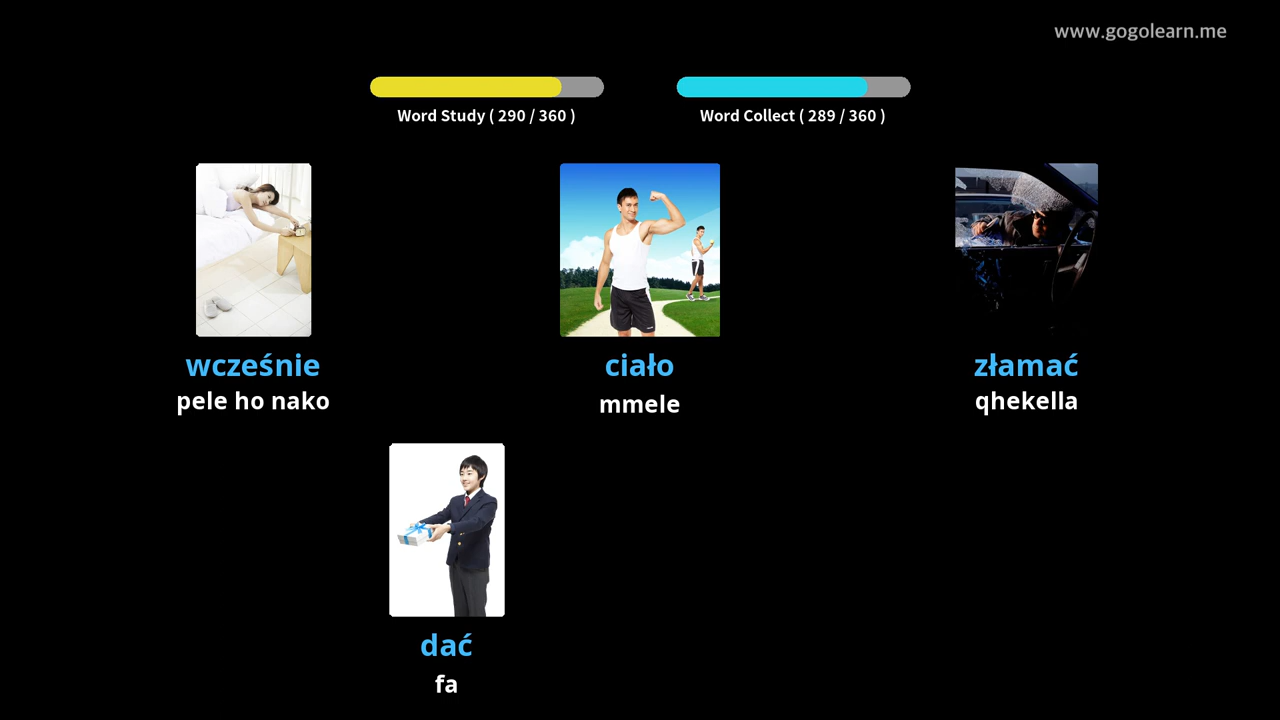 www.gogolearn.me
Word Study ( 290 / 360 )
Word Collect ( 289 / 360 )
wcześnie
pele ho nako
ciało
mmele
złamać
qhekella
dać
fa